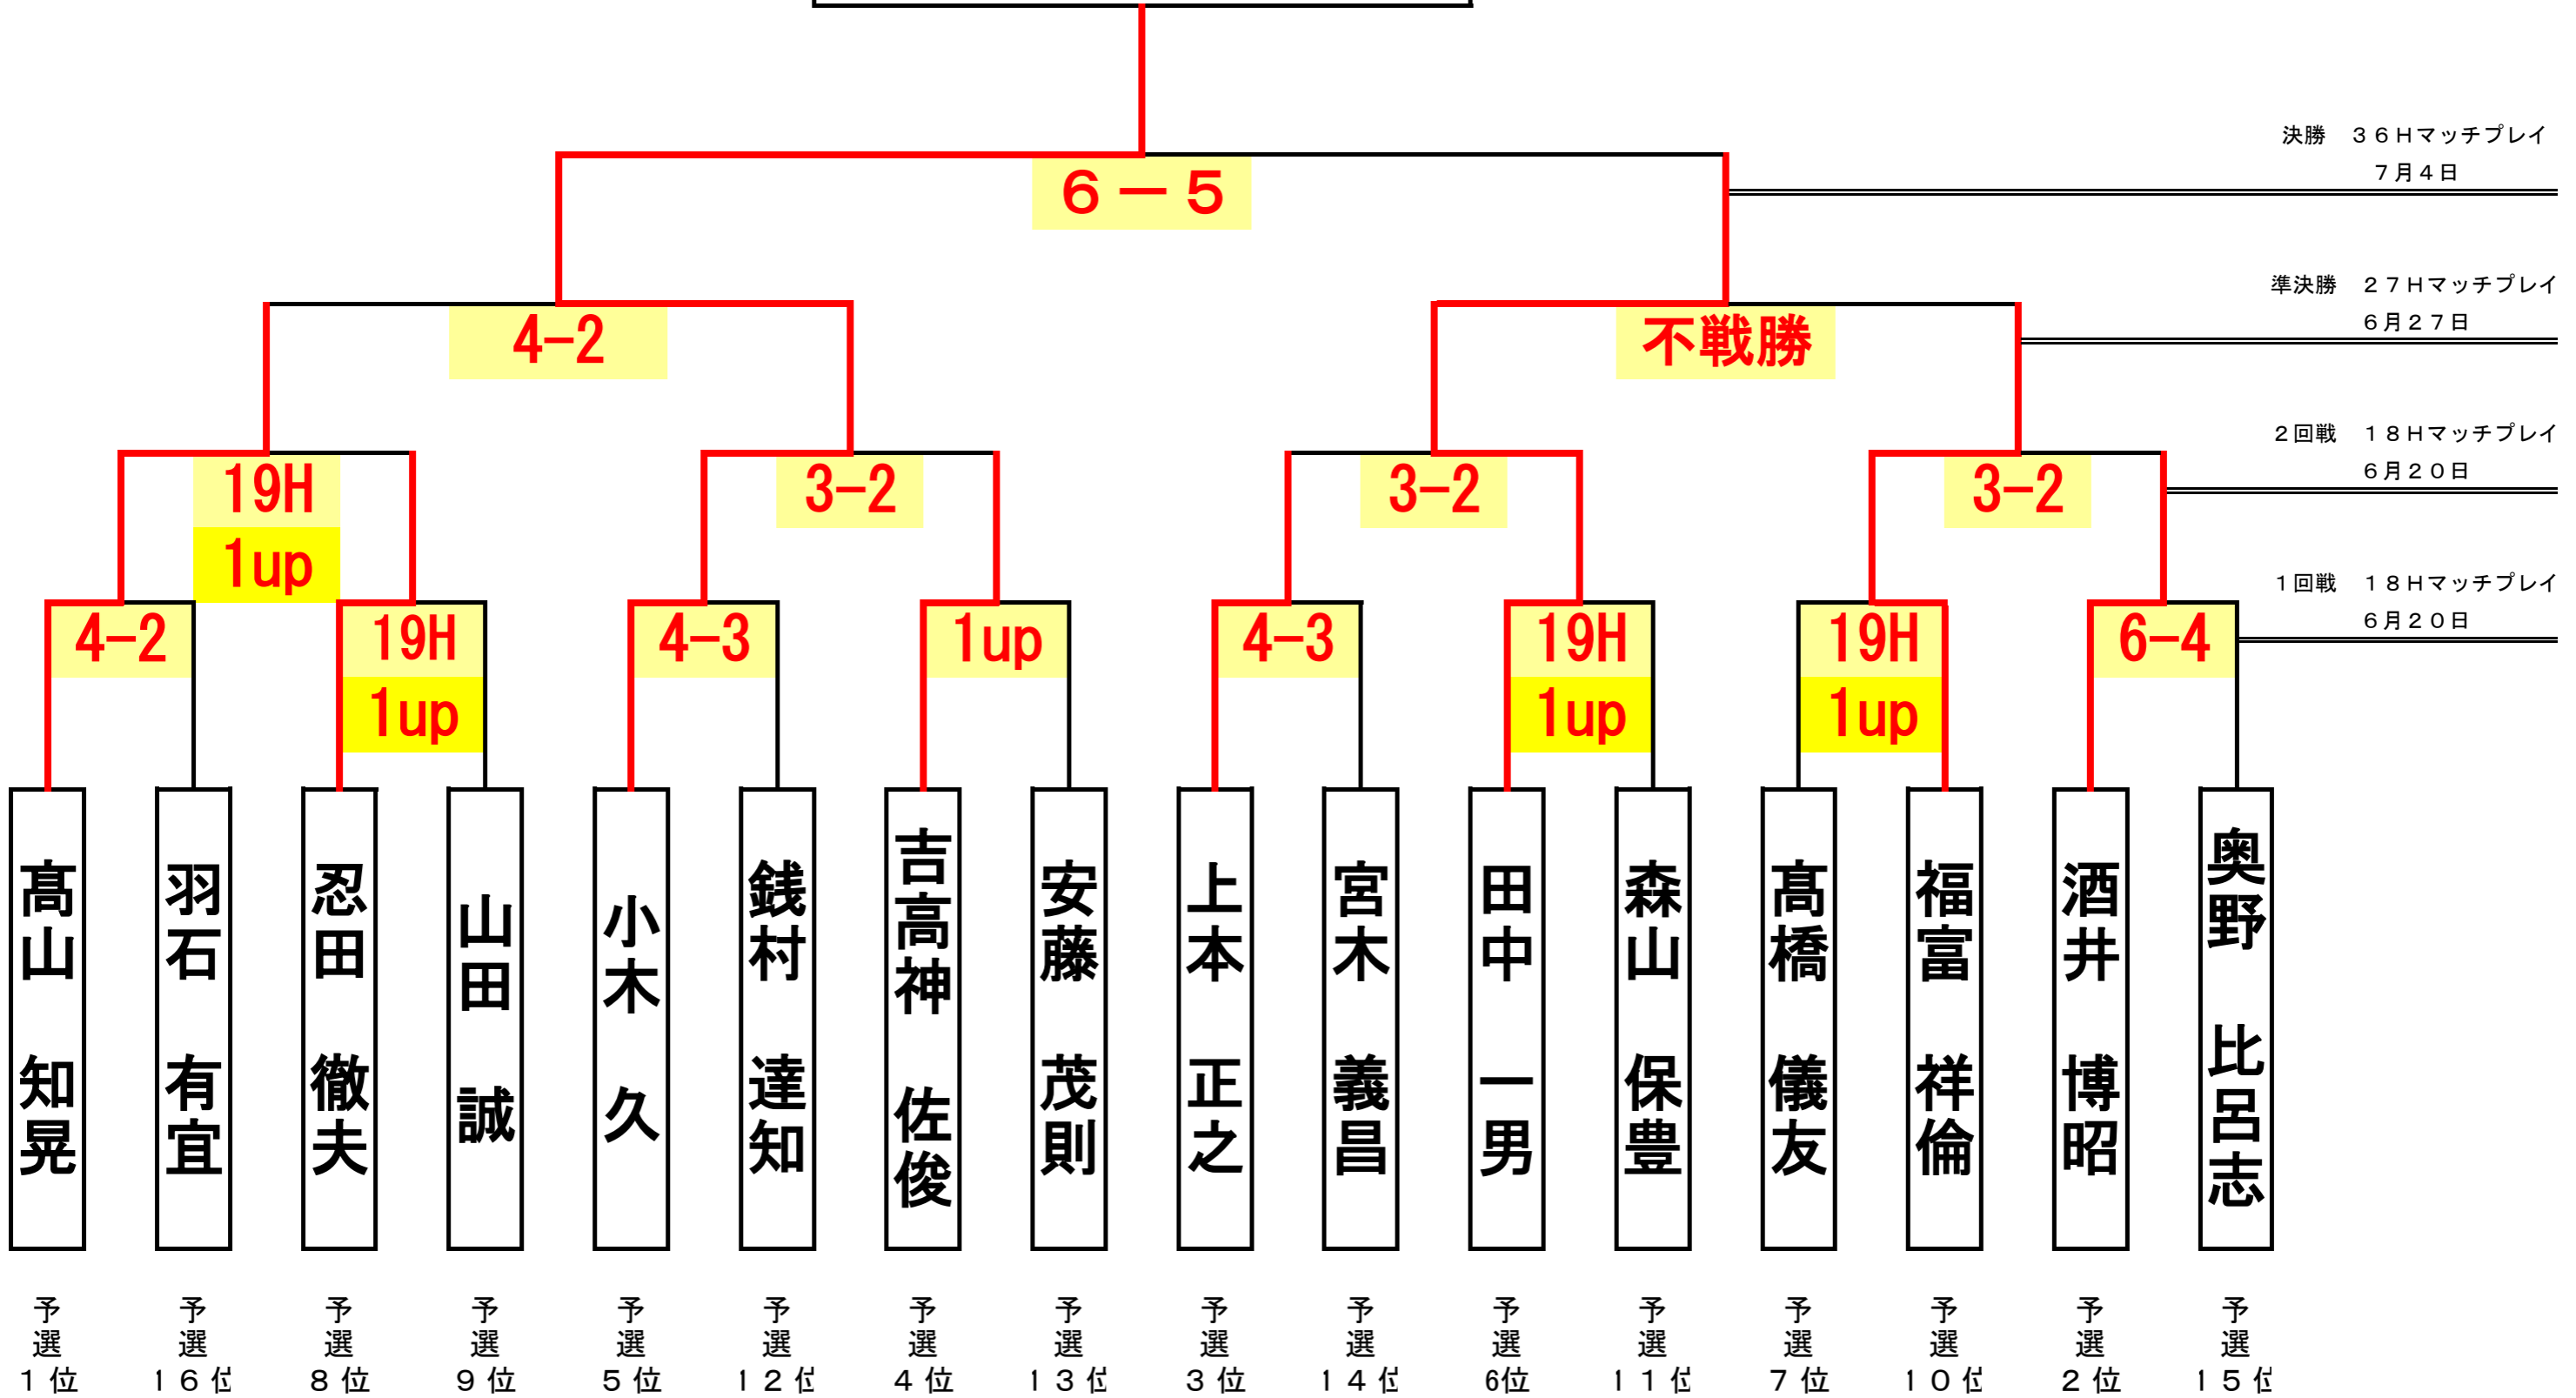 決勝　３６Ｈマッチプレイ
７月４日
６－５
準決勝　２７Ｈマッチプレイ
６月２７日
4-2
不戦勝
２回戦　１８Ｈマッチプレイ
６月２０日
19H
1up
3-2
3-2
3-2
１回戦　１８Ｈマッチプレイ
６月２０日
4-2
19H
1up
4-3
1up
4-3
19H
1up
19H
1up
6-4
髙山　知晃
羽石　有宜
忍田　徹夫
山田　誠
小木　久
銭村　達知
吉高神　佐俊
安藤　茂則
上本　正之
宮木　義昌
田中　一男
森山　保豊
髙橋　儀友
福富　祥倫
酒井　博昭
奥野　比呂志
予選１位
予選１６位
予選８位
予選９位
予選５位
予選１２位
予選４位
予選１３位
予選３位
予選１４位
予選6位
予選１１位
予選７位
予選１０位
予選２位
予選１５位